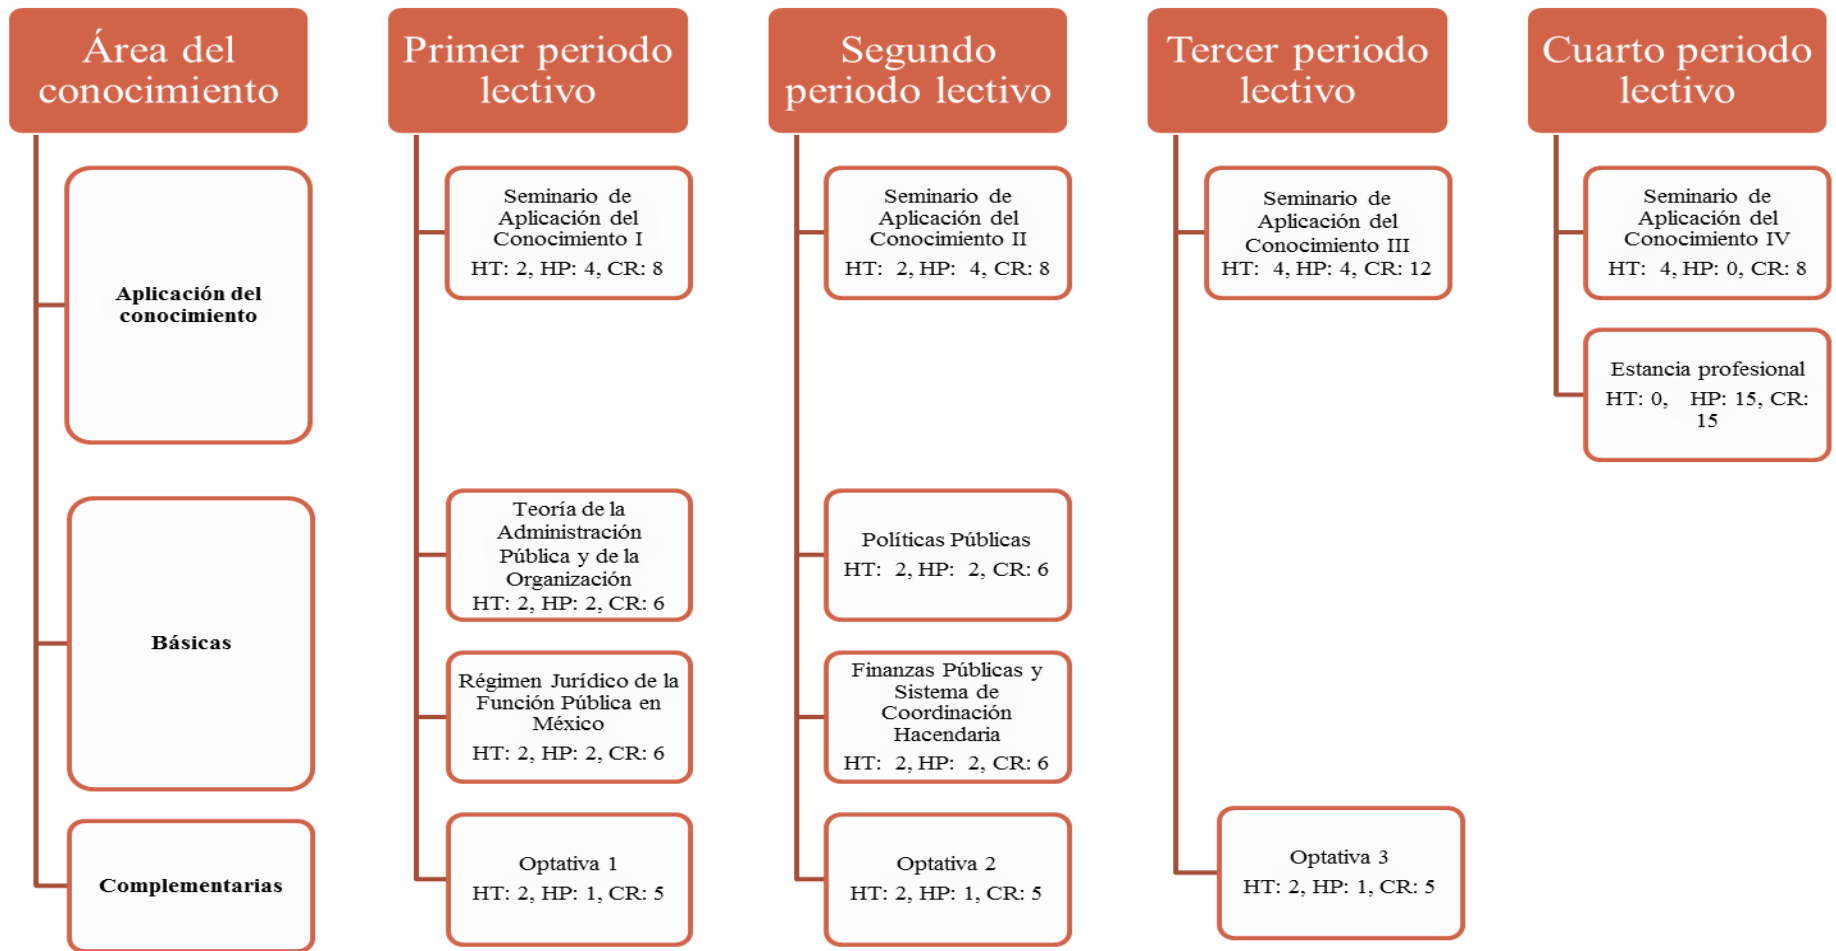 Área del
conocimiento
Aplicación del
conocimiento
Básicas
Complementarias
Primer periodo
lectivo
Seminario de
Aplicación del
Conocimiento I
HT: 2, HP: 4, CR: 8
Teoría de la
Administración
Pública y de la
Organización
HT: 2, HP: 2, CR: 6
Régimen Jurídico de la
Función Pública en
México
HT: 2, HP: 2, CR: 6
Optativa 1
HT: 2, HP: 1, CR: 5
Segundo
periodo lectivo
Seminario de
Aplicación del
Conocimiento II
HT: 2, HP: 4, CR: 8
Políticas Públicas
HT: 2, HP: 2, CR: 6
Finanzas Públicas y
Sistema de
Coordinación
Hacendaria
HT: 2, HP: 2, CR: 6
Optativa 2
HT: 2, HP: 1, CR: 5
Tercer periodo
lectivo
Seminario de
Aplicación del
Conocimiento III
HT: 4, HP: 4, CR: 12
Optativa 3
HT: 2, HP: 1, CR: 5
Cuarto periodo
lectivo
Seminario de
Aplicación del
Conocimiento IV
HT: 4, HP: 0, CR: 8
Estancia profesional
HT: 0, HP: 15, CR:
15